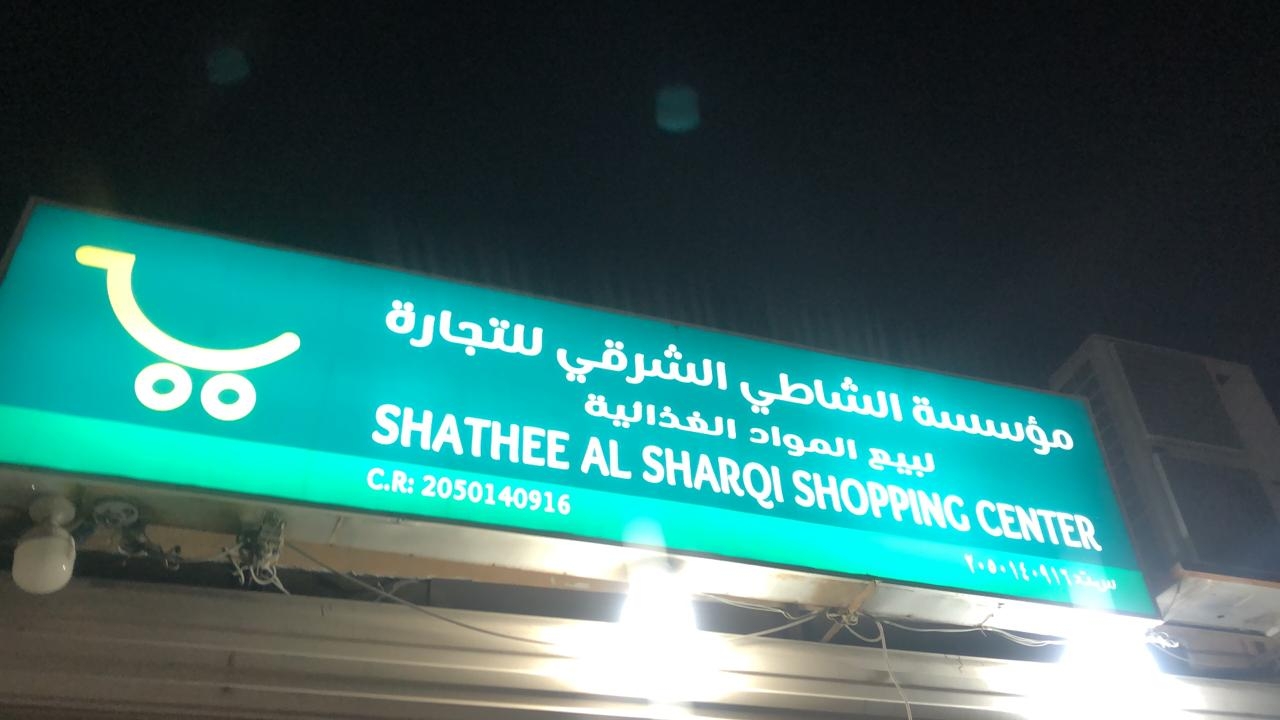 مؤسسة الشاطي الشرقي للتجارة
لبيع المواد الغذائية
SHATHEE AL SHARQI SHOPPING CENTER
C.R: 2050140916
س.ت: ٢٠٥٠١٤٠٩١٦